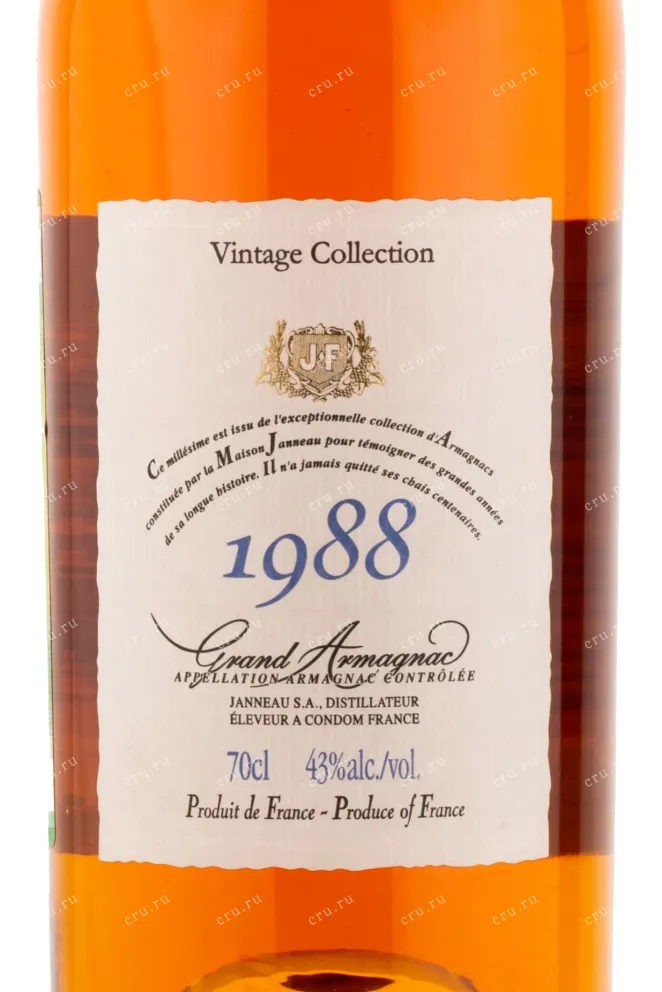 Vintage Collection
J&F
Ce millésime est issu de l'exceptionnelle collection d'Armagnacs
constituée par la Maison Janneau pour témoigner des grandes années
de sa longue histoire. Il n'a jamais quitté ses chais centenaires.
1988
Grand Armagnac
APPELLATION ARMAGNAC CONTRÔLÉE
JANNEAU S.A., DISTILLATEUR
ÉLEVEUR A CONDOM FRANCE
70cl 43%alc./vol.
Produit de France - Produce of France
cru.ru